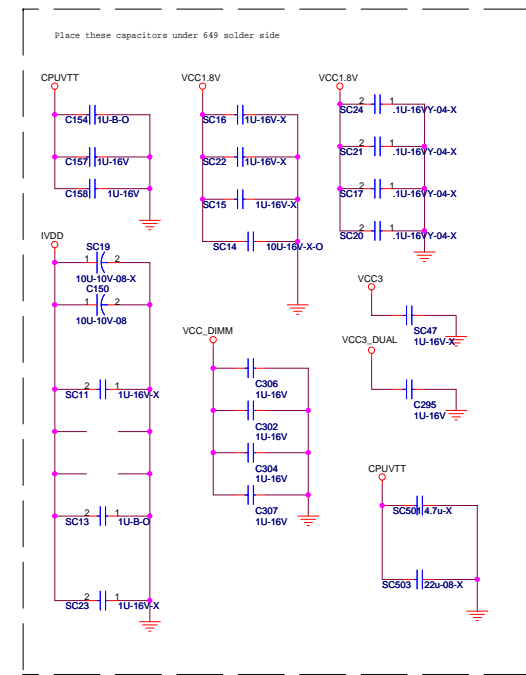 Place these capacitors under 649 solder side
CPUVTT
C154
1U-B-O
C157
1U-16V
C158
1U-16V
VCC1.8V
SC16
1U-16V-X
SC22
1U-16V-X
SC15
1U-16V-X
SC14
10U-16V-X-O
VCC1.8V
2 1
SC24
.1U-16VY-04-X
2 1
SC21
.1U-16VY-04-X
2 1
SC17
.1U-16VY-04-X
2 1
SC20
.1U-16VY-04-X
IVDD
SC19
1 2
10U-10V-08-X
C150
1 2
10U-10V-08
2 1
SC11
1U-16V-X
2 1
SC13
1U-B-O
2 1
SC23
1U-16V-X
VCC_DIMM
C306
1U-16V
C302
1U-16V
C304
1U-16V
C307
1U-16V
VCC3
SC47
1U-16V-X
VCC3_DUAL
C295
1U-16V
CPUVTT
SC501
4.7u-X
SC503
22u-08-X